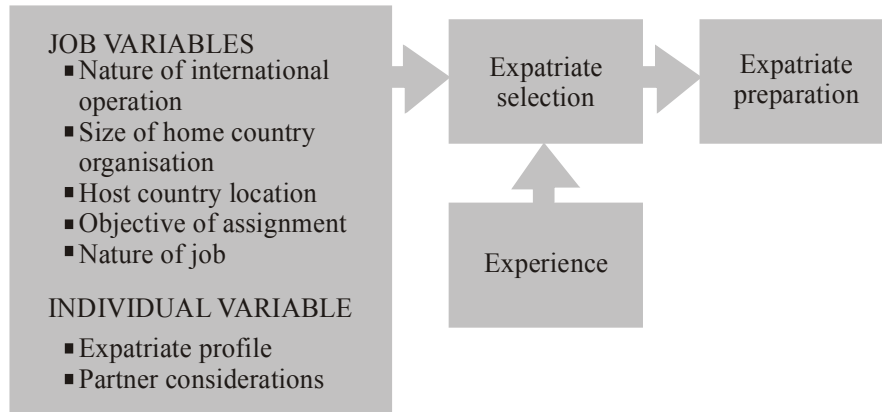 JOB VARIABLES
▪ Nature of international
operation
▪ Size of home country
organisation
▪ Host country location
▪ Objective of assignment
▪ Nature of job
INDIVIDUAL VARIABLE
▪ Expatriate profile
▪ Partner considerations
Expatriate
selection
Experience
Expatriate
preparation